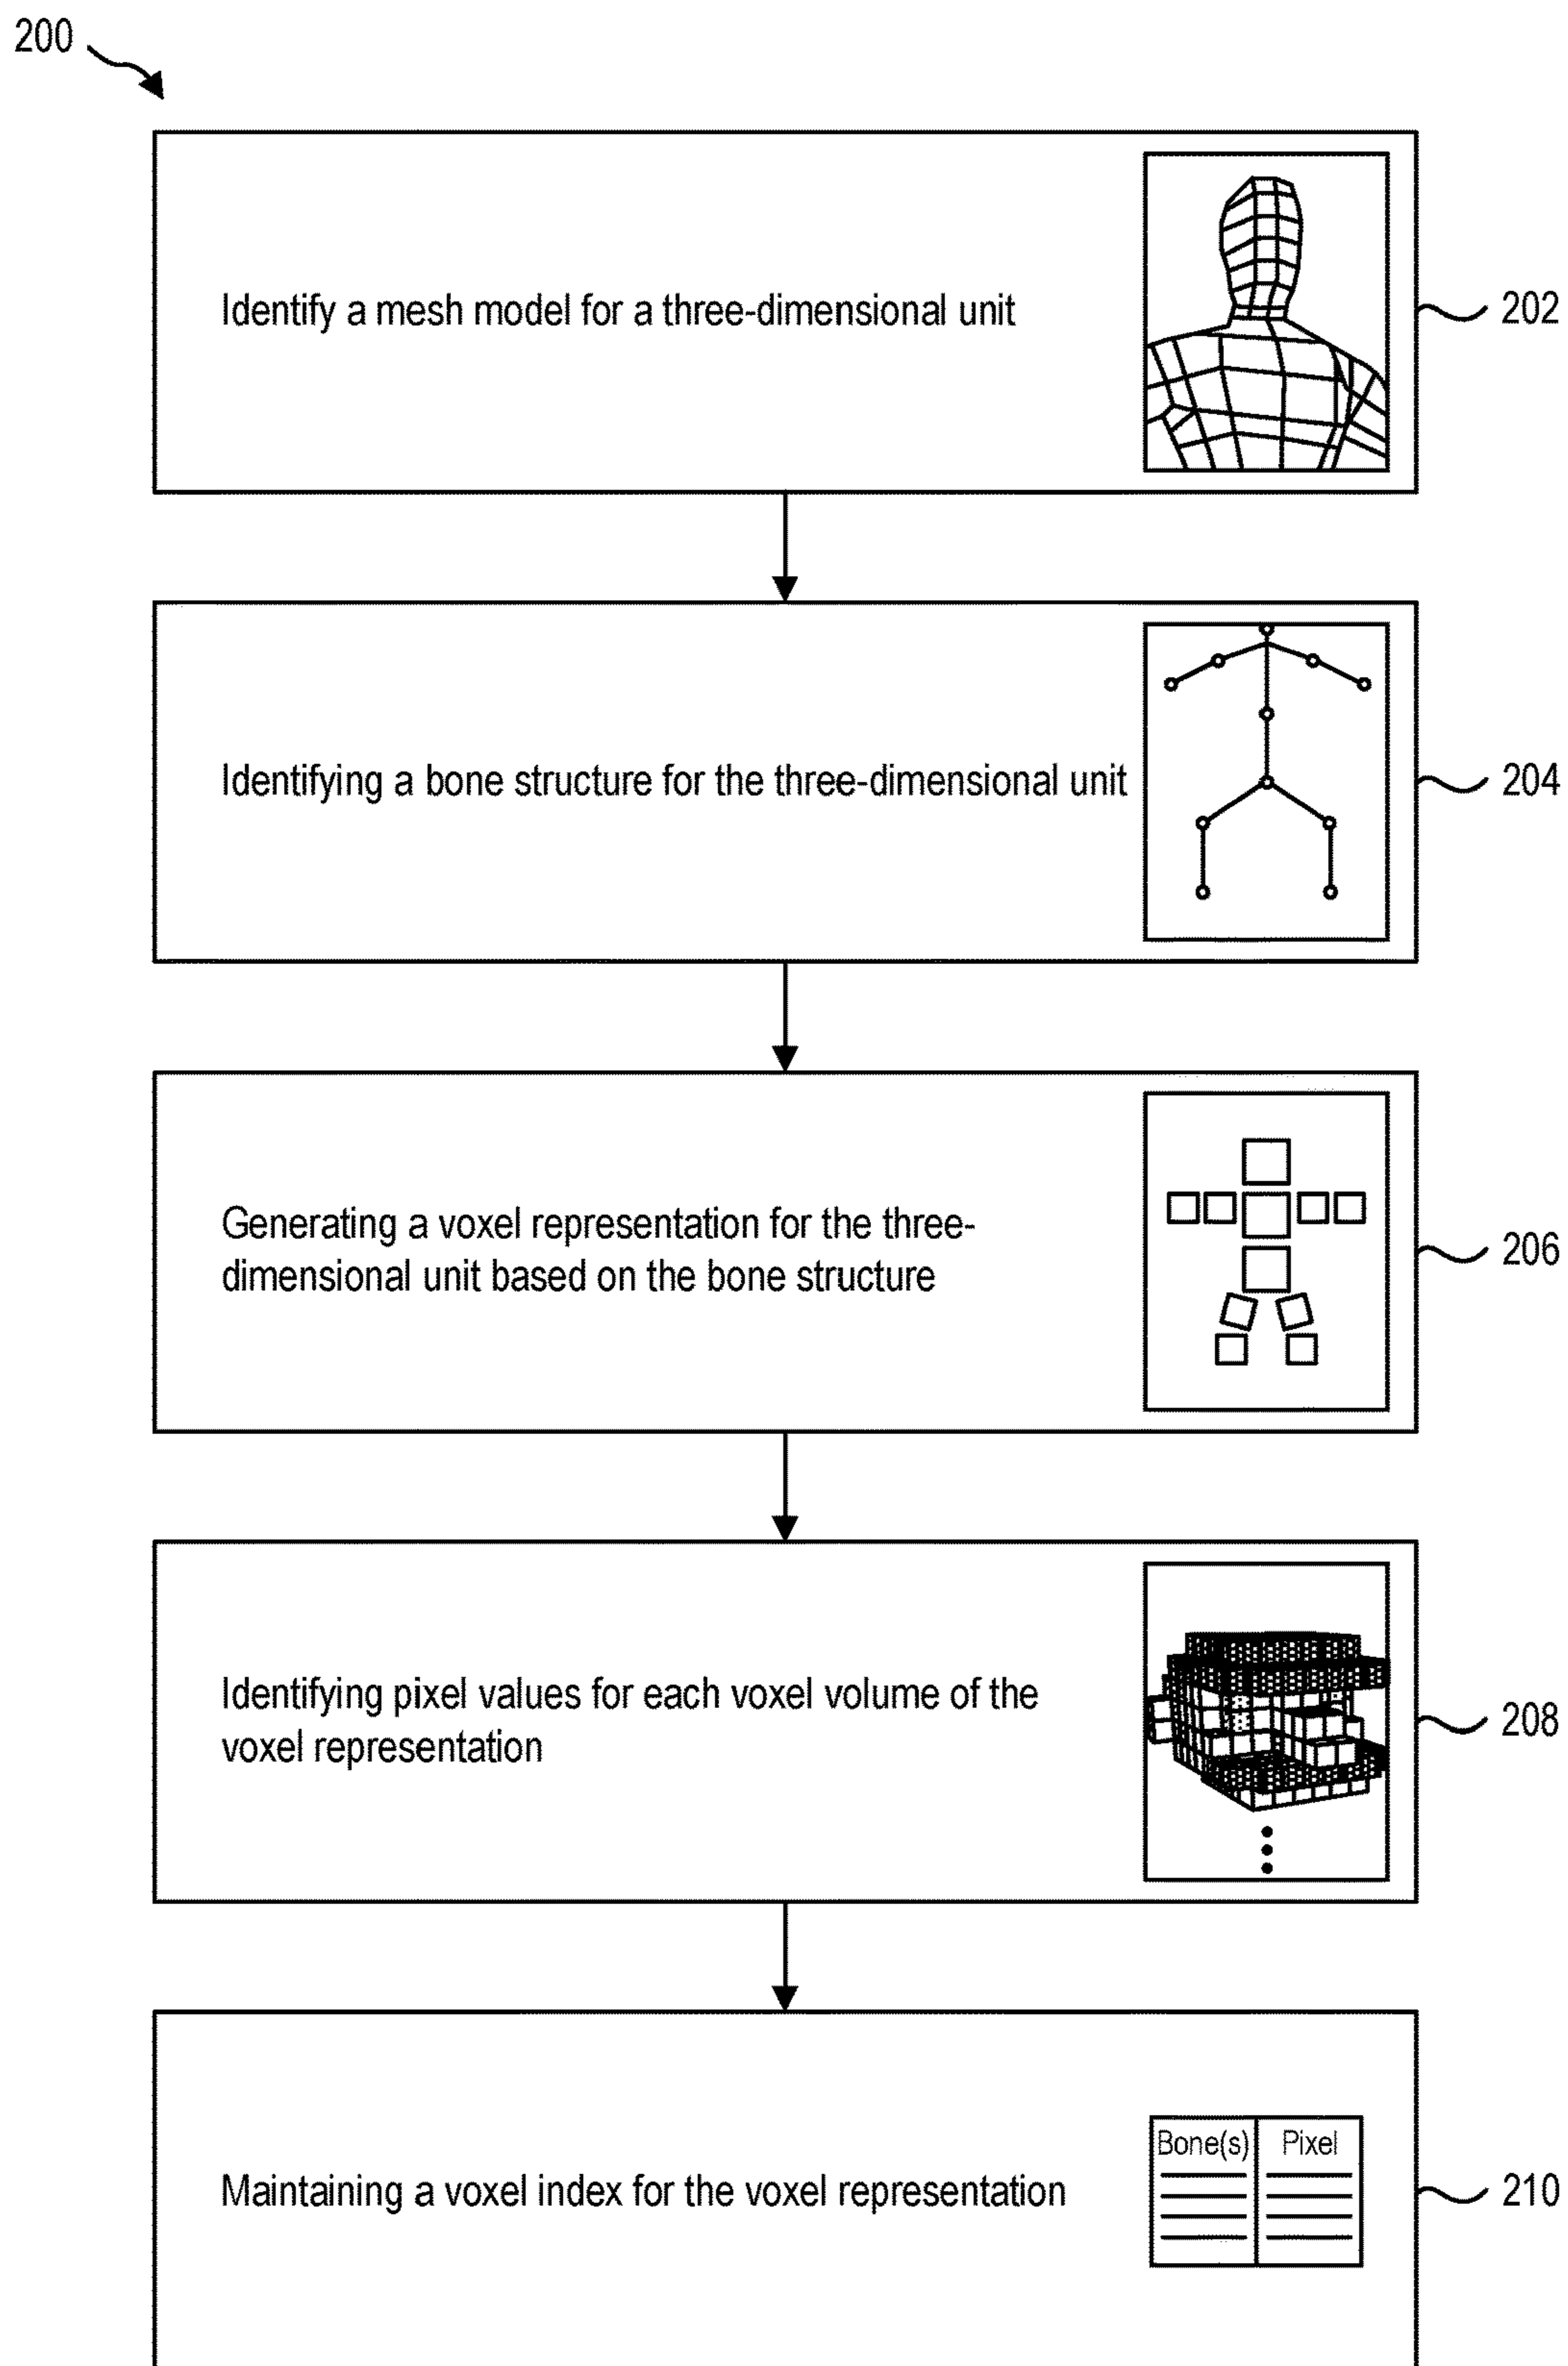 200
Identify a mesh model for a three-dimensional unit
202
Identifying a bone structure for the three-dimensional unit
204
Generating a voxel representation for the three-
dimensional unit based on the bone structure
206
Identifying pixel values for each voxel volume of the
voxel representation
208
Bone(s) Pixel
Maintaining a voxel index for the voxel representation
210